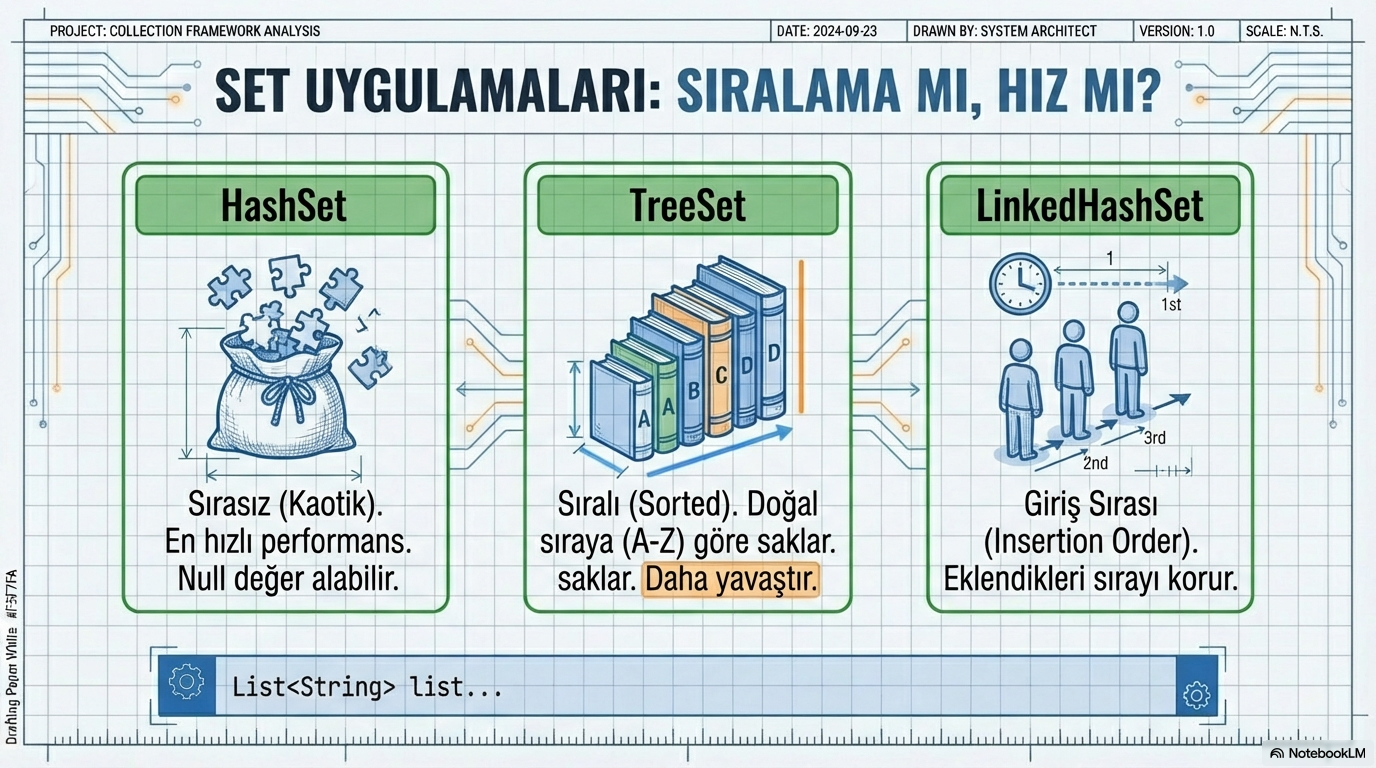 PROJECT: COLLECTION FRAMEWORK ANALYSIS
DATE: 2024-09-23
DRAWN BY: SYSTEM ARCHITECT
VERSION: 1.0
SCALE: N.T.S.
SET UYGULAMALARI: SIRALAMA MI, HIZ MI?
HashSet
Sırasız (Kaotik).
En hızlı performans.
Null değer alabilir.
TreeSet
A
A
B
C
D
D
Sıralı (Sorted). Doğal
sıraya (A-Z) göre saklar.
saklar. Daha yavaştır.
LinkedHashSet
1
1st
3rd
2nd
Giriş Sırası
(Insertion Order).
Eklendikleri sırayı korur.
List<String> list...
Drafting Paper
NotebookLM